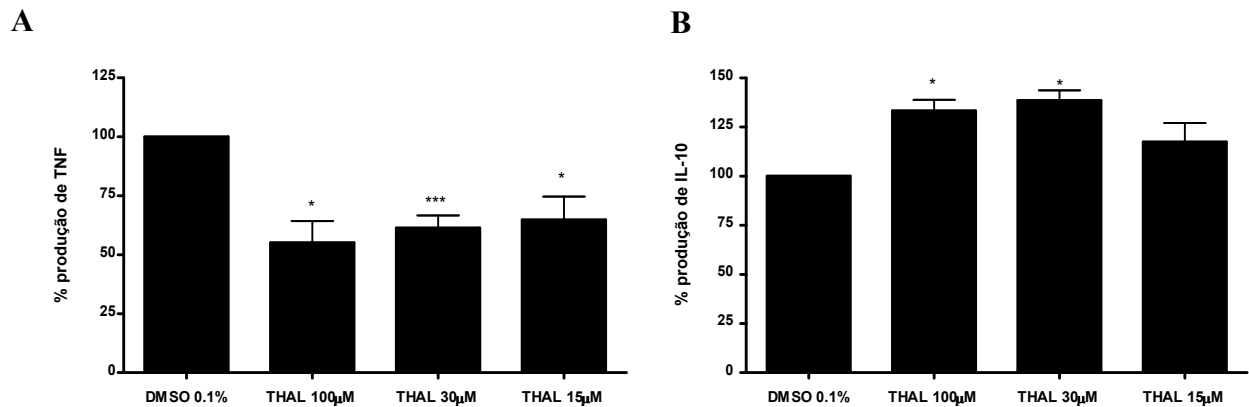 A
% produção de TNF
125
100
75
50
25
0
*
***
*
DMSO 0.1%
THAL 100µM
THAL 30µM
THAL 15µM
B
% produção de IL-10
150
125
100
75
50
25
0
*
*
DMSO 0.1%
THAL 100µM
THAL 30µM
THAL 15µM